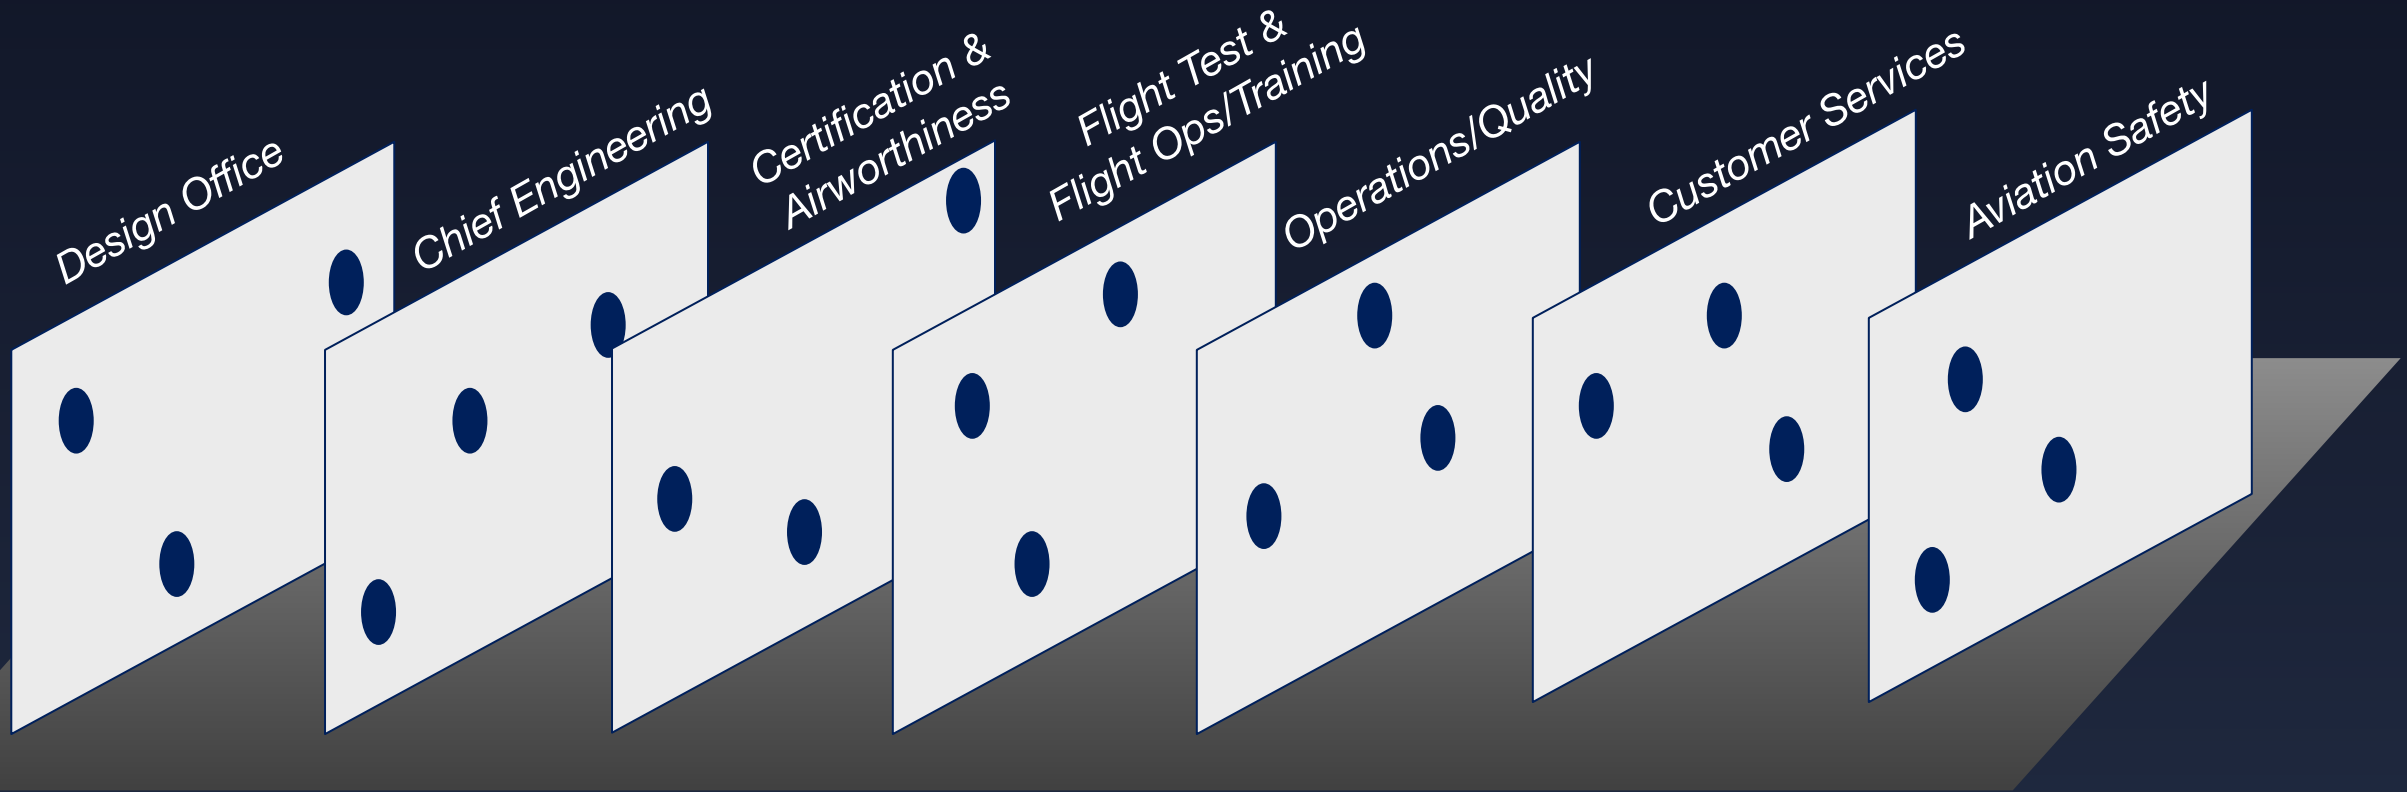 Design Office
Chief Engineering
Certification &
Airworthiness
Flight Test &
Flight Ops/Training
Operations/Quality
Customer Services
Aviation Safety